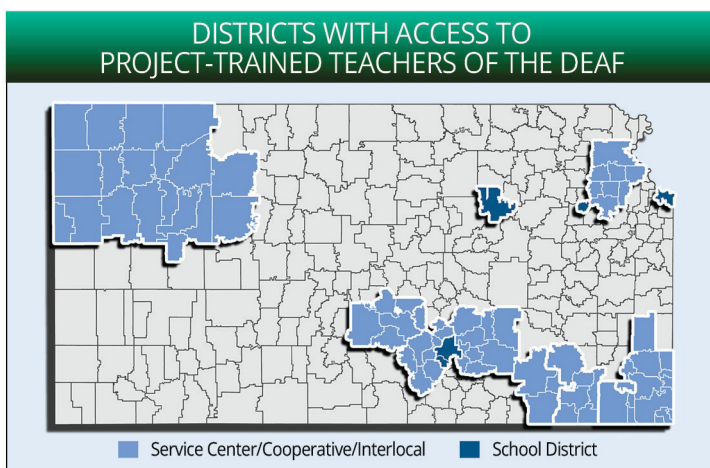 DISTRICTS WITH ACCESS TO
PROJECT-TRAINED TEACHERS OF THE DEAF
Service Center/Cooperative/Interlocal
School District